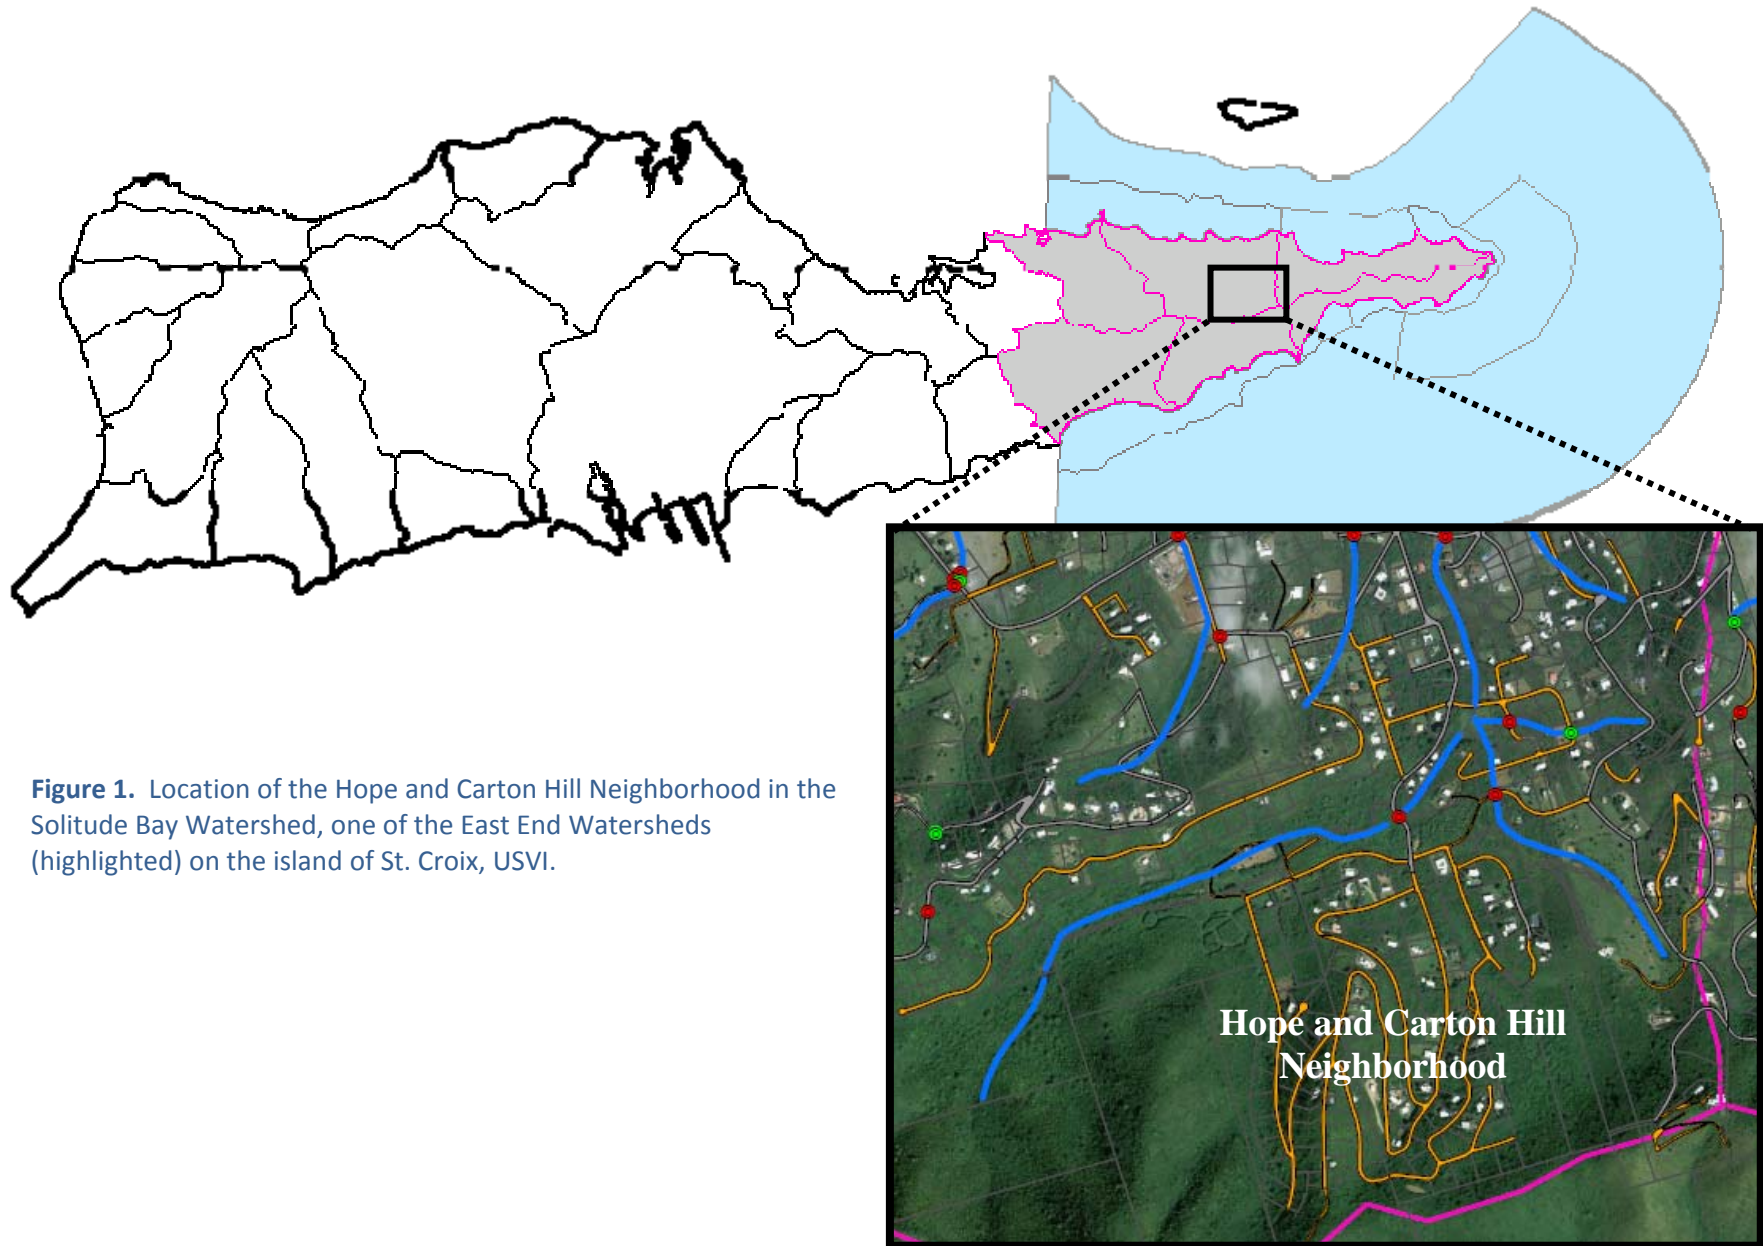 Figure 1. Location of the Hope and Carton Hill Neighborhood in the
Solitude Bay Watershed, one of the East End Watersheds
(highlighted) on the island of St. Croix, USVI.
Hope and Carton Hill
Neighborhood